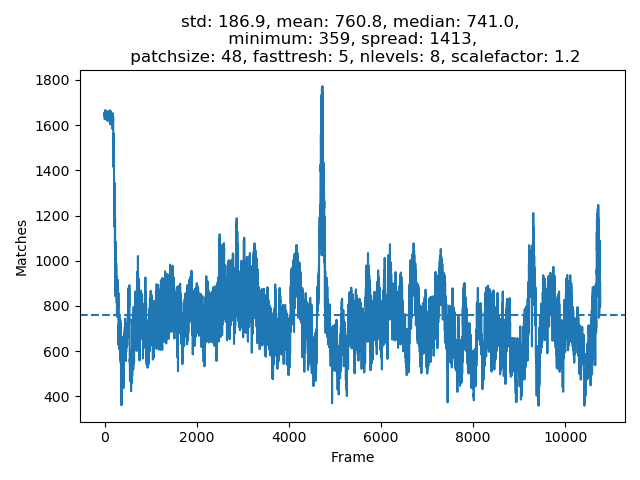 std: 186.9, mean: 760.8, median: 741.0,
minimum: 359, spread: 1413,
patchsize: 48, fasttresh: 5, nlevels: 8, scalefactor: 1.2
1800
1600
1400
1200
1000
800
600
400
Matches
0
2000
4000
6000
8000
10000
Frame